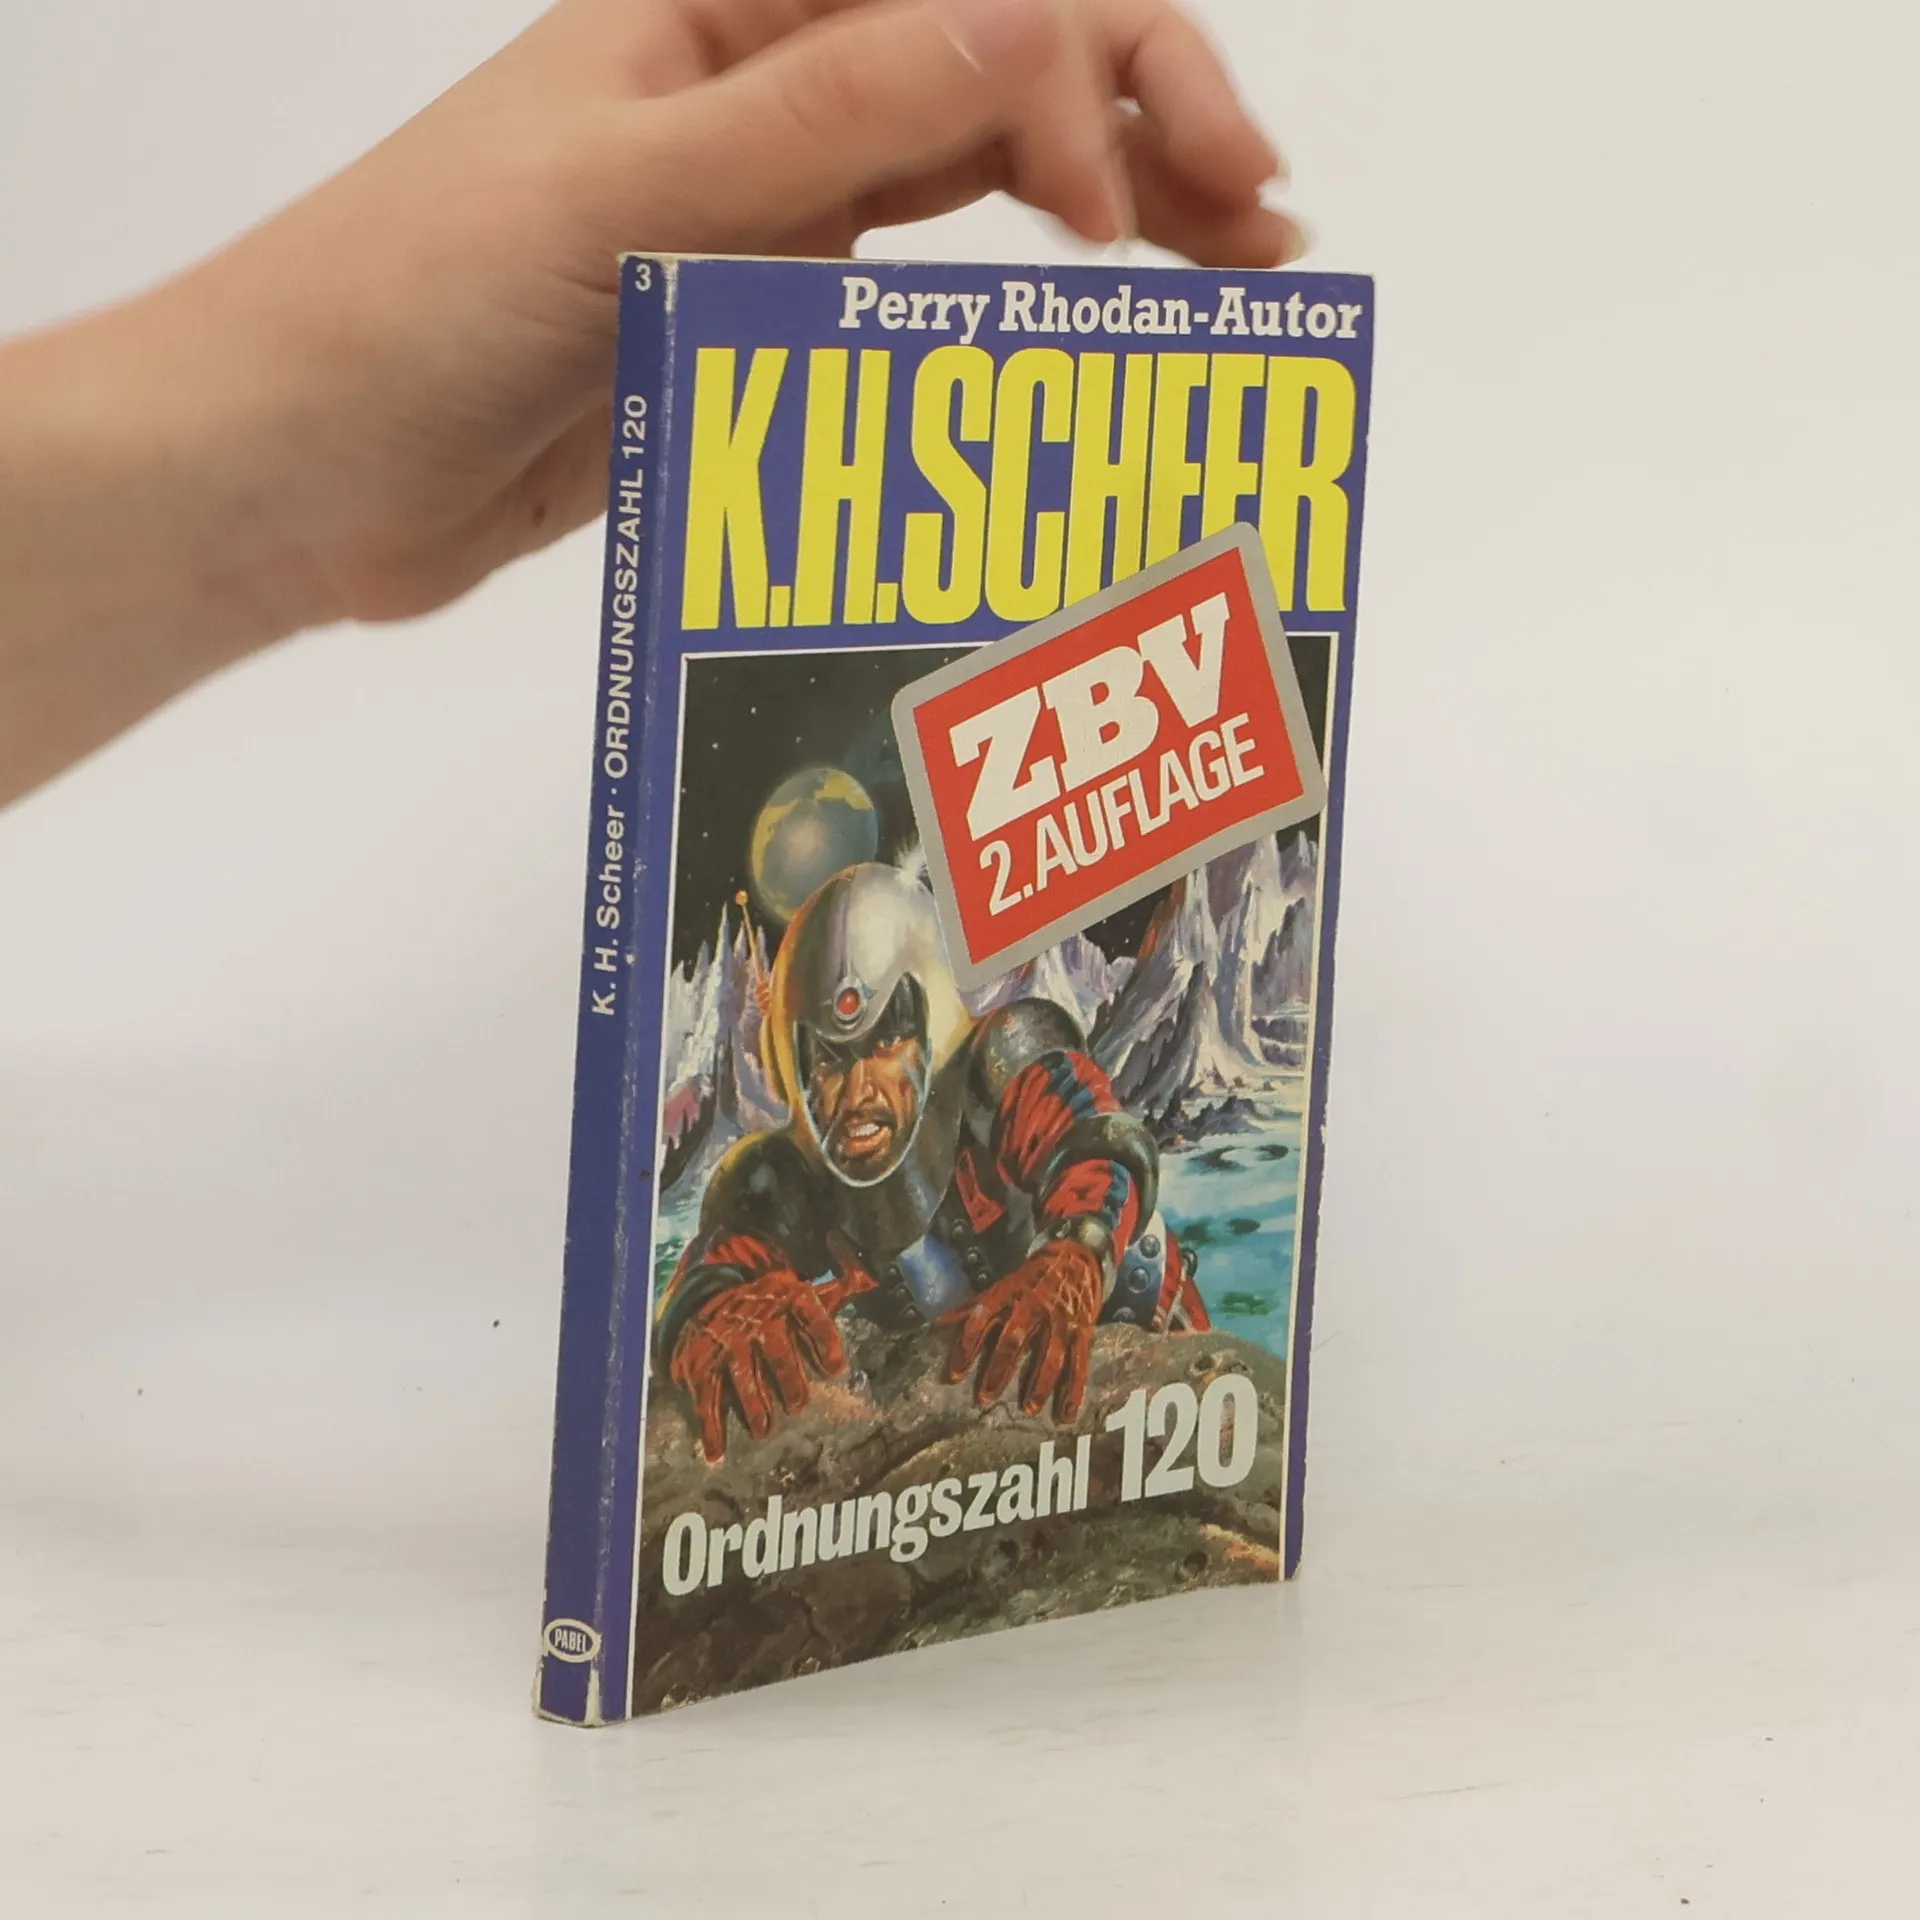 3
K. H. Scheer · ORDNUNGSZAHL 120
PABEL
Perry Rhodan-Autor
K.H.SCHEER
ZBV
2. AUFLAGE
Ordnungszahl 120